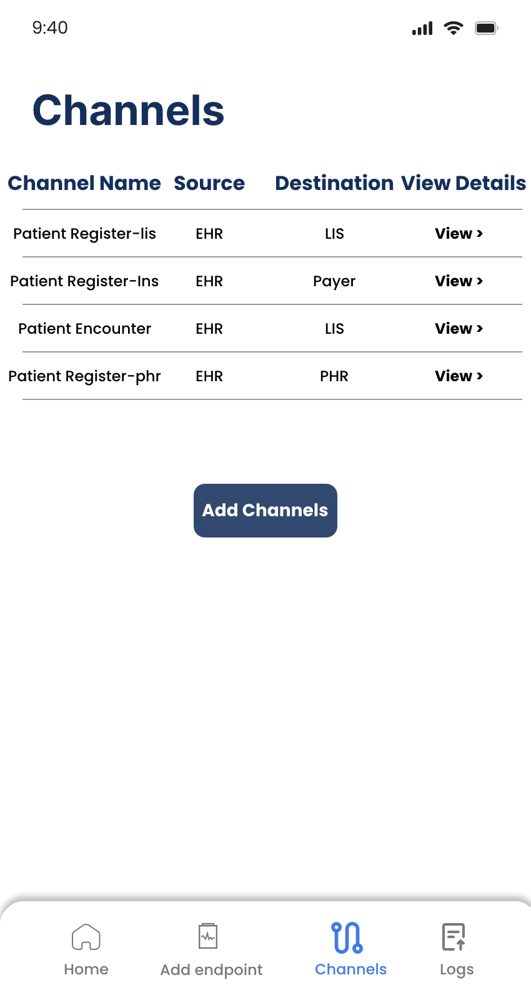 9:40
Channels
Channel Name Source Destination View Details
Patient Register-lis EHR LIS View >
Patient Register-Ins EHR Payer View >
Patient Encounter EHR LIS View >
Patient Register-phr EHR PHR View >
Add Channels
Home Add endpoint Channels Logs